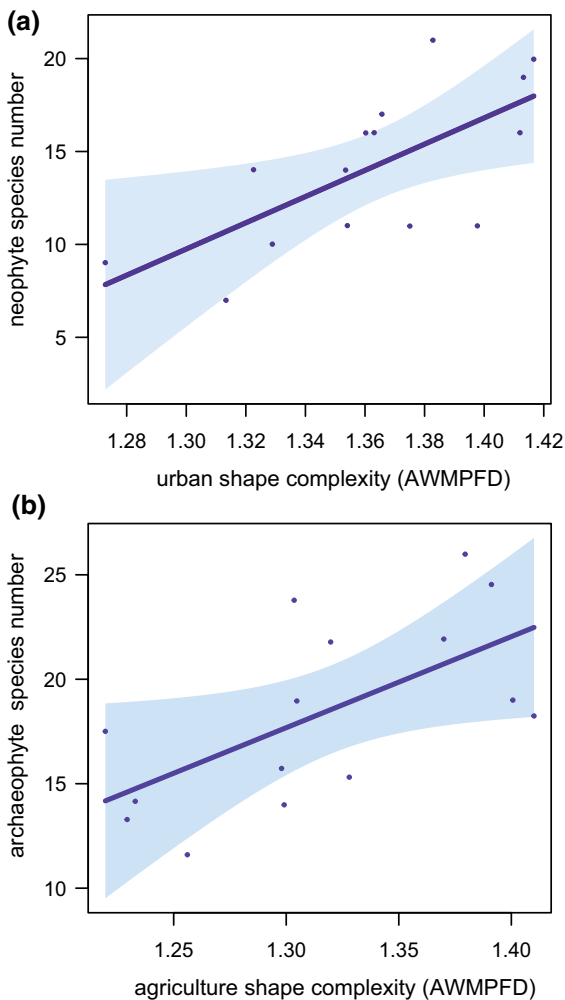 (a)
20
15
10
5
neophyte species number
1.28 1.30 1.32 1.34 1.36 1.38 1.40 1.42
urban shape complexity (AWMPFD)
(b)
25
20
15
10
archaeophyte species number
1.25 1.30 1.35 1.40
agriculture shape complexity (AWMPFD)